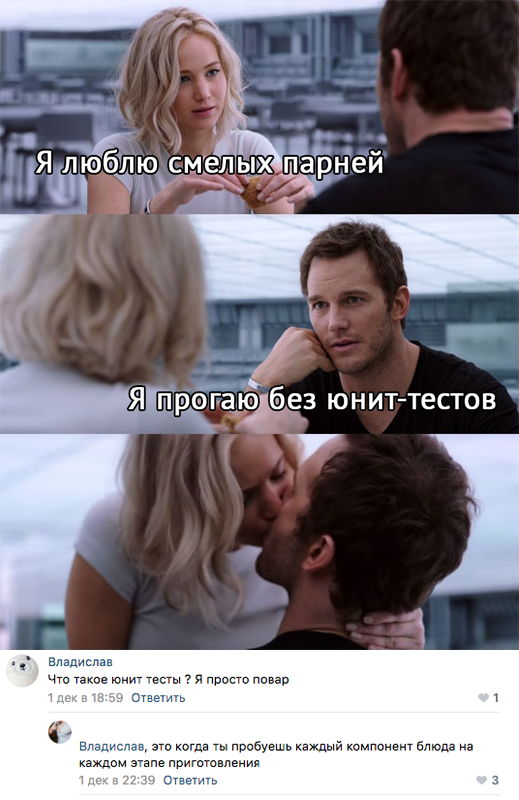 Я люблю смелых парней
Я прогаю без юнит-тестов
Владислав
Что такое юнит тесты ? Я просто повар
1 дек в 18:59 Ответить 1
Владислав, это когда ты пробуешь каждый компонент блюда на
каждом этапе приготовления
1 дек в 22:39 Ответить 3